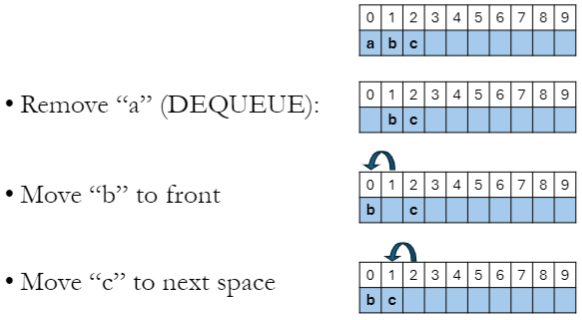 0 1 2 3 4 5 6 7 8 9
a b c
• Remove “a” (DEQUEUE):
0 1 2 3 4 5 6 7 8 9
b c
• Move “b” to front
0 1 2 3 4 5 6 7 8 9
b c
• Move “c” to next space
0 1 2 3 4 5 6 7 8 9
b c